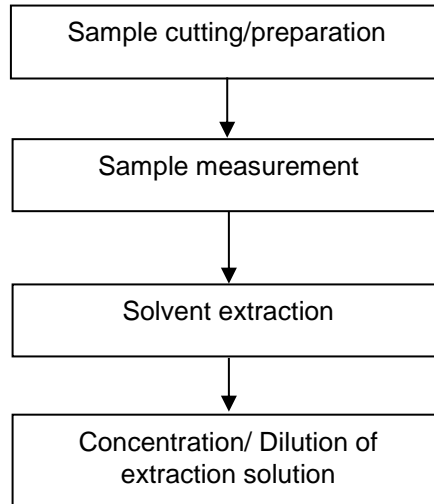 Sample cutting/preparation
Sample measurement
Solvent extraction
Concentration/ Dilution of
extraction solution